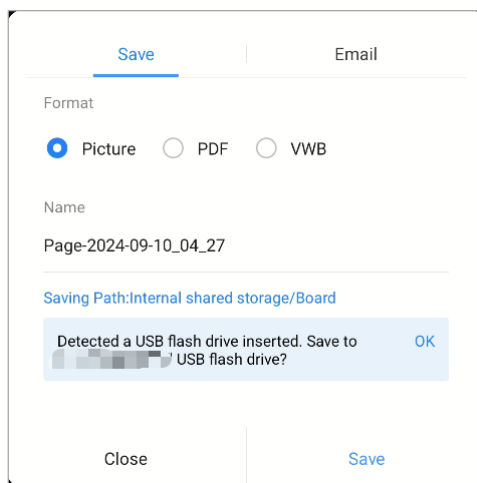 Save
Email
Format
Picture
PDF
VWB
Name
Page-2024-09-10_04_27
Saving Path:Internal shared storage/Board
Detected a USB flash drive inserted. Save to
OK
USB flash drive?
Close
Save